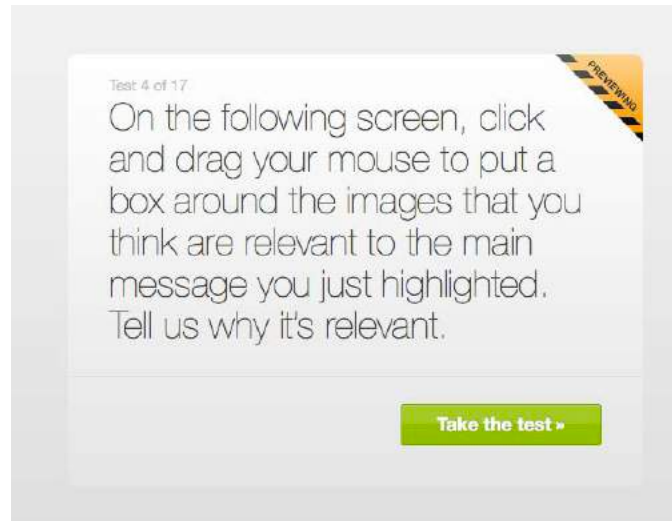 Test 4 of 17
PREVIEWING
On the following screen, click
and drag your mouse to put a
box around the images that you
think are relevant to the main
message you just highlighted.
Tell us why it's relevant.
Take the test »